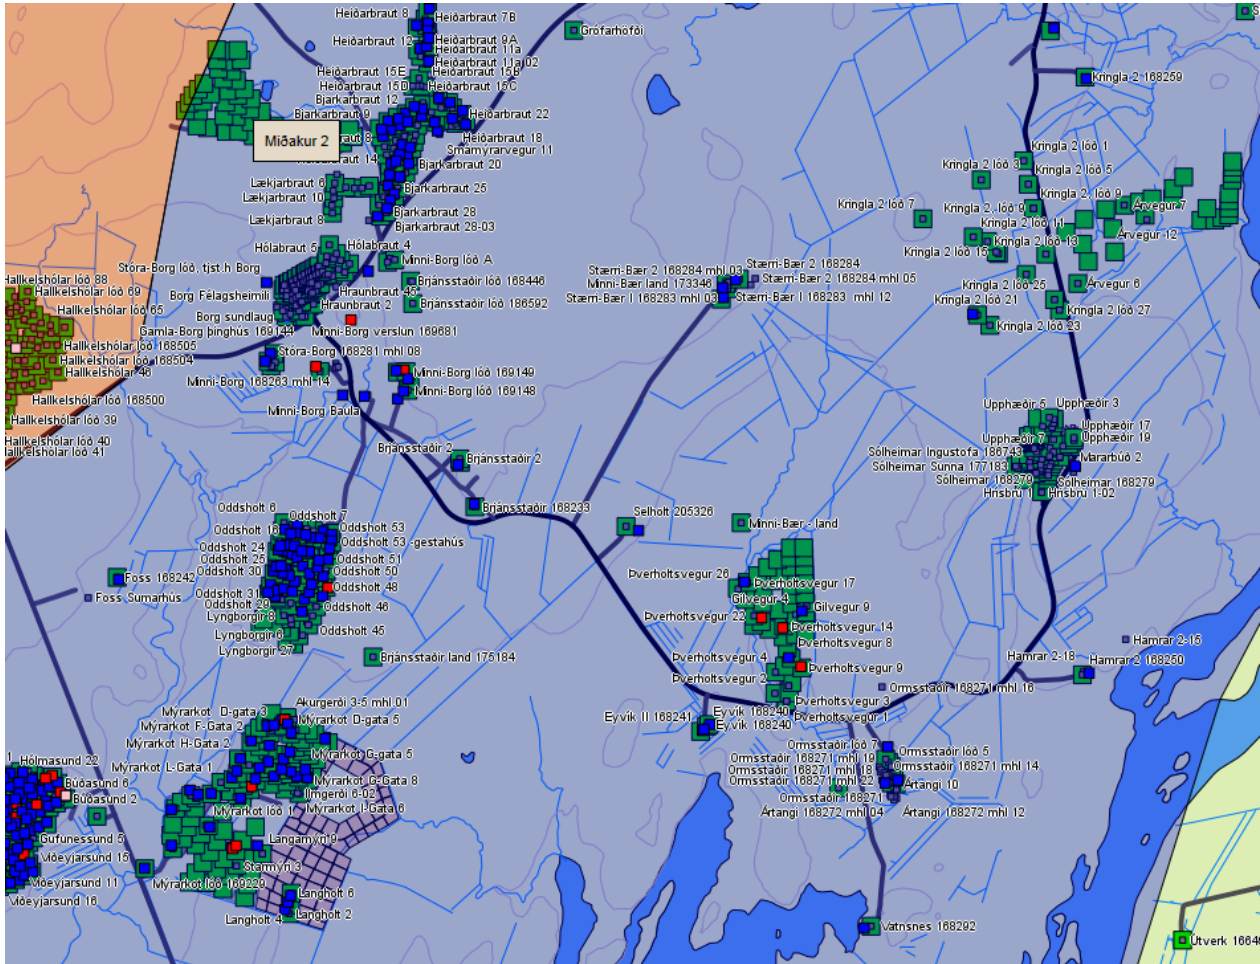 Heiðarbraut 8
Heiðarbraut 7B
Grófarhöfði
Heiðarbraut 12
Heiðarbraut 9A
Heiðarbraut 11a
Heiðarbraut 11a 02
Heiðarbraut 15E
Heiðarbraut 15B
Kringla 2 168259
Heiðarbraut 15D
Heiðarbraut 15C
Bjarkarbraut 12
Bjarkarbraut 9
Heiðarbraut 22
Miðakur 2
Heiðarbraut 18
Smámýrarvegur 11
Bjarkarbraut 20
Kringla 2 lóð 1
Kringla 2 lóð 3
Kringla 2 lóð 5
Lækjarbraut 6
Bjarkarbraut 25
Kringla 2. lóð 9
Lækjarbraut 10
Kringla 2 lóð 7
Kringla 2. lóð 9
Árvegur 7
Lækjarbraut 8
Bjarkarbraut 28
Bjarkarbraut 28-03
Kringla 2 lóð 11
Árvegur 12
Hólabraut 5
Hólabraut 4
Kringla 2 lóð 15
lóð 13
Minni-Borg lóð A
Stóra-Borg lóð, tjst.h Borg
Stærri-Bær 2 168284
Stærri-Bær 2 168284 mhl 03
Stærri-Bær 2 168284 mhl 05
Hallkelshólar 88
Brjánsstaðir lóð 168446
Minni-Bær land 173346
Árvegur 6
Hallkelshólar lóð 69
Borg Félagsheimili
Hraunbraut 45
Stærri-Bær I 168283 mhl 03
Stærri-Bær I 168283 mhl 12
lóð 25
Hallkelshólar lóð 65
Hraunbraut 2
Brjánsstaðir lóð 186592
Kringla 2 lóð 21
Kringla 2 lóð 27
Borg sundlaug
Kringla 2 lóð 23
Gamla-Borg þinghús 169144
Minni-Borg verslun 169681
Hallkelshólar lóð 168505
Stóra-Borg 168281 mhl 08
Hallkelshólar lóð 168504
Hallkelshólar 46
Minni-Borg 168263 mhl 14
Minni-Borg lóð 169149
Minni-Borg lóð 169148
Hallkelshólar 168500
Minni-Borg Baula
Upphæðir 5
Upphæðir 3
Hallkelshólar lóð 39
Upphæðir 17
Hallkelshólar lóð 40
Upphæðir 7
Upphæðir 19
Hallkelshólar lóð 41
Brjánsstaðir 2
Brjánsstaðir 2
Sólheimar Ingustofa 186743
Mararbúð 2
Sólheimar Sunna 177183
Sólheimar 168279
Sólheimar 168279
Hrísbrú 1
Hrísbrú 1-02
Brjánsstaðir 168233
Oddsholt 6
Oddsholt 7
Selholt 205326
Minni-Bær - land
Oddsholt 16
Oddsholt 53
Oddsholt 53 -gestahús
Oddsholt 24
Oddsholt 25
Oddsholt 51
Oddsholt 30
Oddsholt 50
Foss 168242
Þverholtsvegur 26
Þverholtsvegur 17
Oddsholt 31
Oddsholt 48
Foss Sumarhús
Gilvegur 4
Oddsholt 29
Oddsholt 46
Gilvegur 9
Lyngborgir 8
Þverholtsvegur 22
Þverholtsvegur 14
Lyngborgir 6
Oddsholt 45
Þverholtsvegur 8
Hamrar 2-15
Lyngborgir 27
Brjánsstaðir land 175184
Þverholtsvegur 4
Þverholtsvegur 9
Hamrar 2-18
Hamrar 2 168250
Þverholtsvegur 2
Ormsstaðir 168271 mhl 16
Mýrarkot D-gata 3
Akurgerði 3-5 mhl 01
Þverholtsvegur 3
Mýrarkot F-Gata 2
Mýrarkot D-gata 5
Eyvík II 168241
Eyvík 168240
Eyvík 168240
Þverholtsvegur 1
Mýrarkot H-Gata 2
Mýrarkot G-gata 5
Ormsstaðir lóð 7
Ormsstaðir lóð 5
Hólmasund 22
Mýrarkot L-Gata 1
Ormsstaðir 168271 mhl 19
Ormsstaðir 168271 mhl 18
Ormsstaðir 168271 mhl 14
Búðasund 6
Mýrarkot G-Gata 8
Ormsstaðir 168271 mhl 22
Ártangi 10
Búðasund 2
Ilmgerði 6-02
Ormsstaðir 168271
Mýrarkot lóð 1
Mýrarkot I-Gata 6
Ártangi 168272 mhl 04
Ártangi 168272 mhl 12
Gufunessund 5
Langamýri 9
Viðeyjarsund 15
Starmýri 3
Viðeyjarsund 11
Mýrarkot lóð 169229
Langholt 6
Viðeyjarsund 16
Langholt 4
Langholt 2
Vatnsnes 168292
Útverk 16646